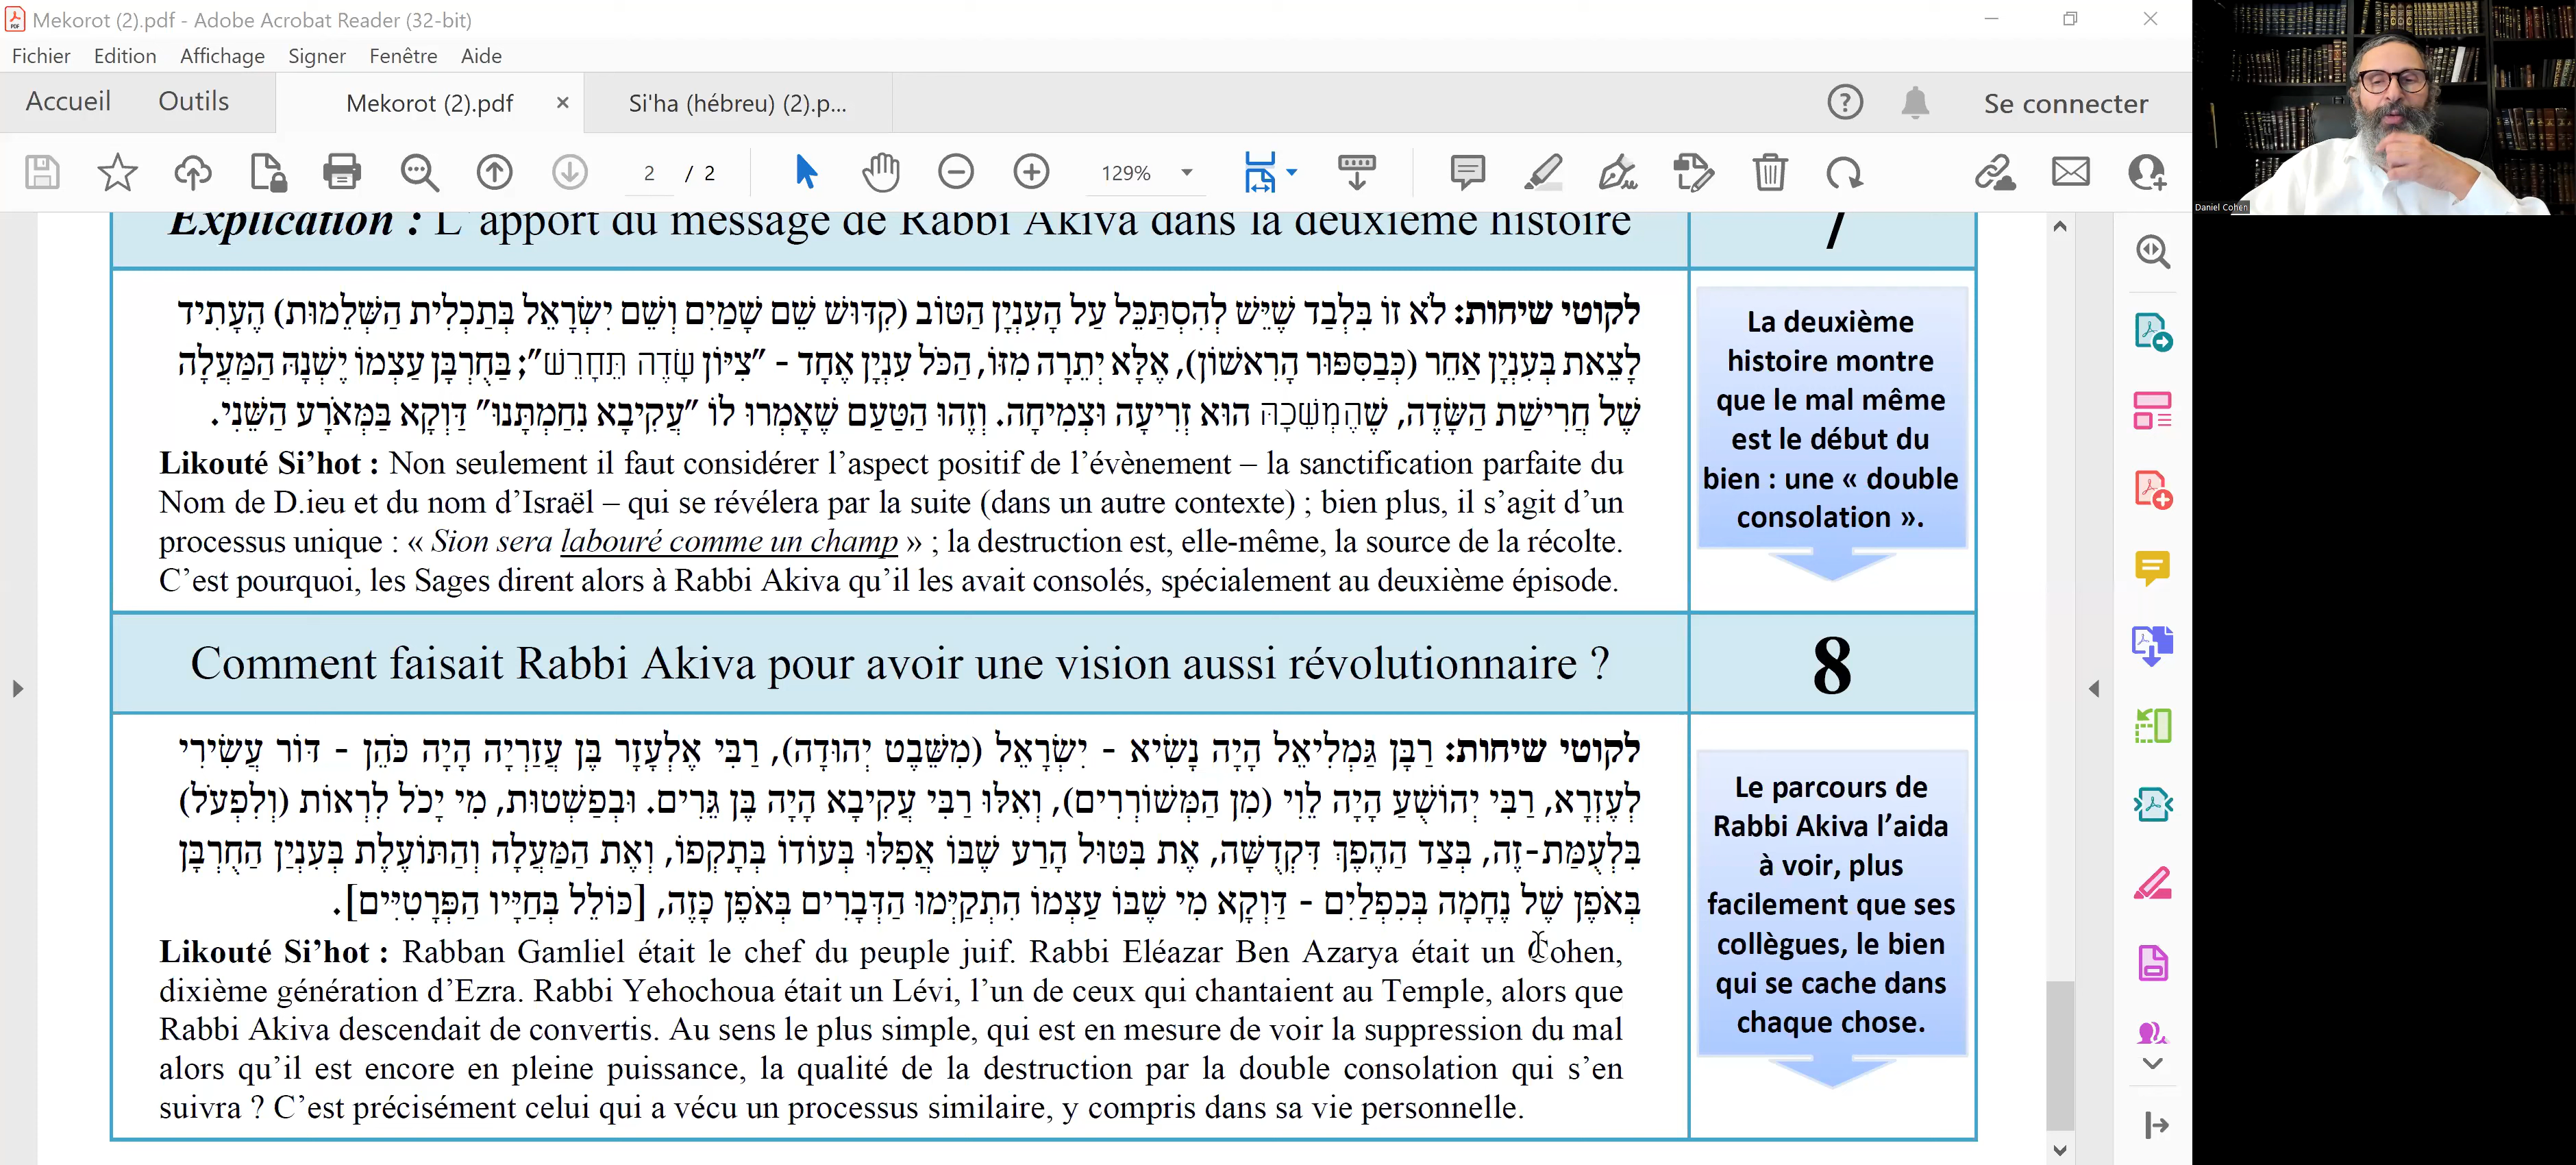 Mekorot (2).pdf - Adobe Acrobat Reader (32-bit)
Fichier Edition Affichage Signer Fenêtre Aide
Accueil Outils Mekorot (2).pdf Si'ha (hébreu) (2).p... Se connecter
2 / 2 129%
Daniel Cohen
Explication : L'apport du message de Rabbi Akiva dans la deuxième histoire
7
לקוטי שיחות: לֹא זוֹ בִּלְבַד שֶׁיֵּשׁ לְהִסְתַּכֵּל עַל הָעִנְיָן הַטּוֹב (קִדּוּשׁ שֵׁם שָׁמַיִם וְשֵׁם יִשְׂרָאֵל בְּתַכְלִית הַשְּׁלֵמוּת) הֶעָתִיד
לָצֵאת בְּעִנְיָן אַחֵר (כְּבַסִּפּוּר הָרִאשׁוֹן), אֶלָּא יְתֵרָה מִזּוֹ, הַכֹּל עִנְיָן אֶחָד - "צִיּוֹן שָׂדֶה תֵּחָרֵשׁ"; בַּחֻרְבָּן עַצְמוֹ יֶשְׁנָהּ הַמַּעֲלָה
שֶׁל חֲרִישַׁת הַשָּׂדֶה, שֶׁהֶמְשֵׁכָהּ הוּא זְרִיעָה וּצְמִיחָה. וְזֶהוּ הַטַּעַם שֶׁאָמְרוּ לוֹ "עֲקִיבָא נִחַמְתָּנוּ" דַּוְקָא בַּמְּאֹרָע הַשֵּׁנִי.
Likouté Si'hot : Non seulement il faut considérer l'aspect positif de l'évènement – la sanctification parfaite du
Nom de D.ieu et du nom d'Israël – qui se révélera par la suite (dans un autre contexte) ; bien plus, il s'agit d'un
processus unique : « Sion sera labouré comme un champ » ; la destruction est, elle-même, la source de la récolte.
C'est pourquoi, les Sages dirent alors à Rabbi Akiva qu'il les avait consolés, spécialement au deuxième épisode.
La deuxième
histoire montre
que le mal même
est le début du
bien : une « double
consolation ».
Comment faisait Rabbi Akiva pour avoir une vision aussi révolutionnaire ?
8
לקוטי שיחות: רַבָּן גַּמְלִיאֵל הָיָה נָשִׂיא - יִשְׂרָאֵל (מִשֵּׁבֶט יְהוּדָה), רַבִּי אֶלְעָזָר בֶּן עֲזַרְיָה הָיָה כֹּהֵן - דּוֹר עֲשִׂירִי
לְעֶזְרָא, רַבִּי יְהוֹשֻׁעַ הָיָה לֵוִי (מִן הַמְּשׁוֹרְרִים), וְאִלּוּ רַבִּי עֲקִיבָא הָיָה בֶּן גֵּרִים. וּבְפַשְׁטוּת, מִי יָכֹל לִרְאוֹת (וְלִפְעֹל)
בִּלְעֻמַּת-זֶה, בְּצַד הַהֶפֶךְ דִּקְדֻשָּׁה, אֶת בִּטּוּל הָרַע שֶׁבּוֹ אֲפִלּוּ בְּעוֹדוֹ בְּתָקְפּוֹ, וְאֶת הַמַּעֲלָה וְהַתּוֹעֶלֶת בְּעִנְיַן הַחֻרְבָּן
בְּאֹפֶן שֶׁל נֶחָמָה בְּכִפְלַיִם - דַּוְקָא מִי שֶׁבּוֹ עַצְמוֹ הִתְקַיְּמוּ הַדְּבָרִים בְּאֹפֶן כָּזֶה, [כּוֹלֵל בְּחַיָּיו הַפְּרָטִיִּים].
Likouté Si'hot : Rabban Gamliel était le chef du peuple juif. Rabbi Eléazar Ben Azarya était un Cohen,
dixième génération d'Ezra. Rabbi Yehochoua était un Lévi, l'un de ceux qui chantaient au Temple, alors que
Rabbi Akiva descendait de convertis. Au sens le plus simple, qui est en mesure de voir la suppression du mal
alors qu'il est encore en pleine puissance, la qualité de la destruction par la double consolation qui s'en
suivra ? C'est précisément celui qui a vécu un processus similaire, y compris dans sa vie personnelle.
Le parcours de
Rabbi Akiva l'aida
à voir, plus
facilement que ses
collègues, le bien
qui se cache dans
chaque chose.